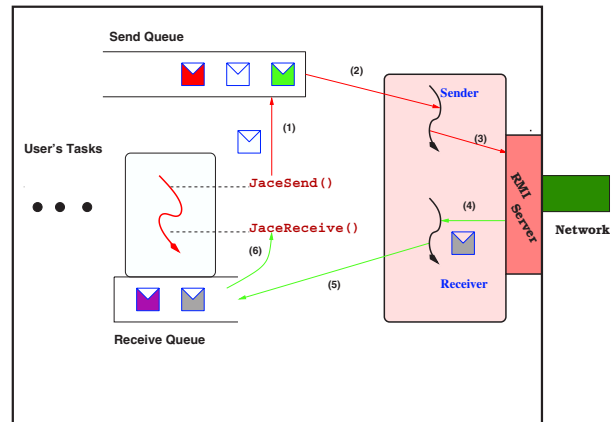 Send Queue
(2)
Sender
(1)
(3)
User's Tasks
JaceSend()
RMI
Server
(4)
JaceReceive()
Network
(6)
(5)
Receiver
Receive Queue